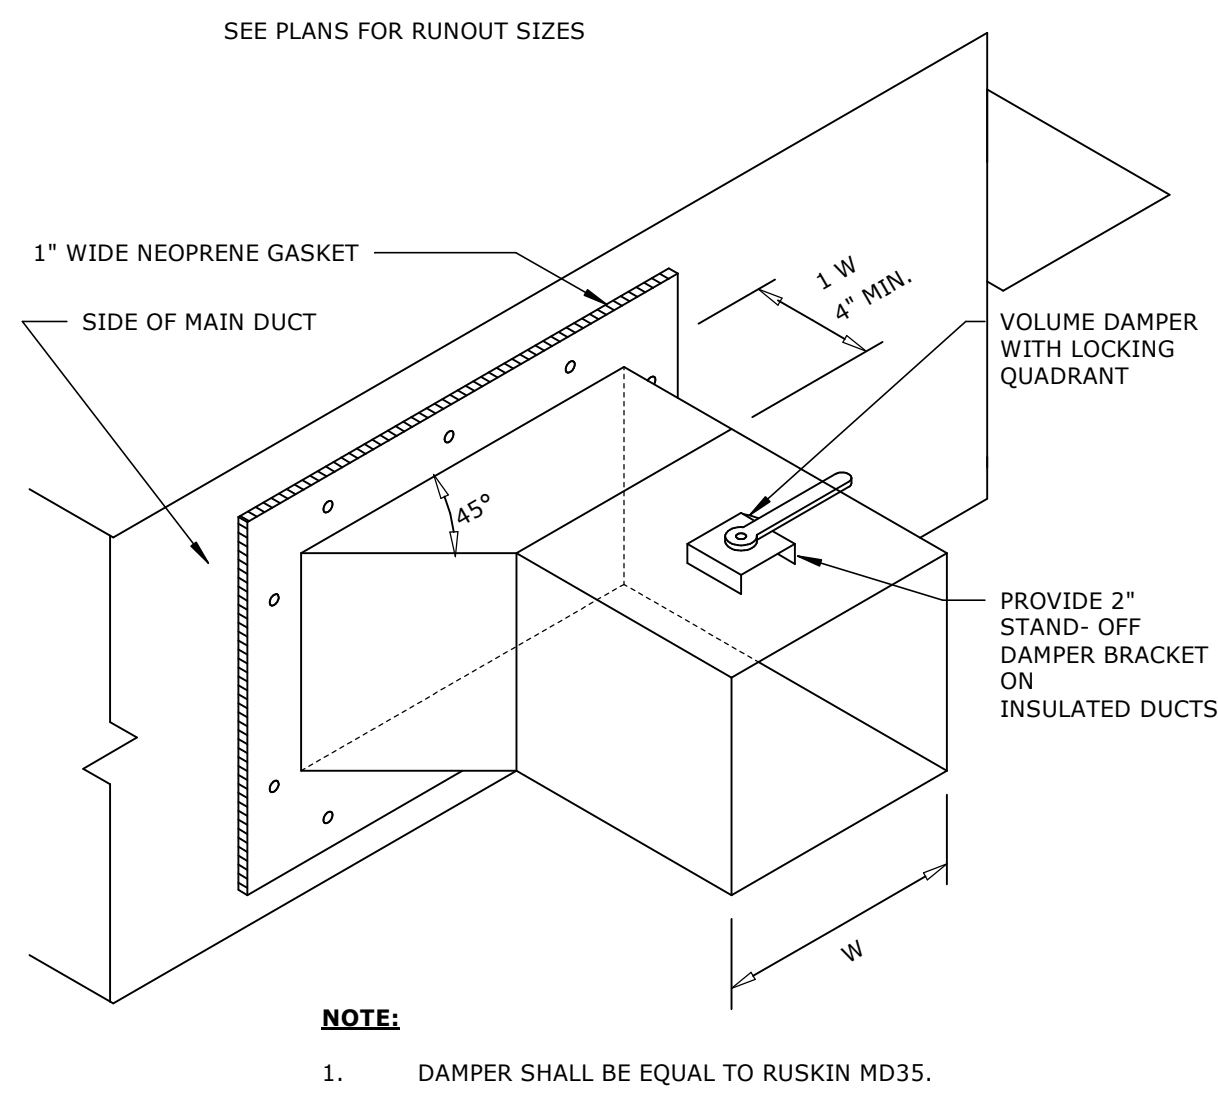 SEE PLANS FOR RUNOUT SIZES
1" WIDE NEOPRENE GASKET
SIDE OF MAIN DUCT
1 W
4" MIN.
VOLUME DAMPER
WITH LOCKING
QUADRANT
45°
PROVIDE 2"
STAND- OFF
DAMPER BRACKET
ON
INSULATED DUCTS
W
NOTE:
1. DAMPER SHALL BE EQUAL TO RUSKIN MD35.